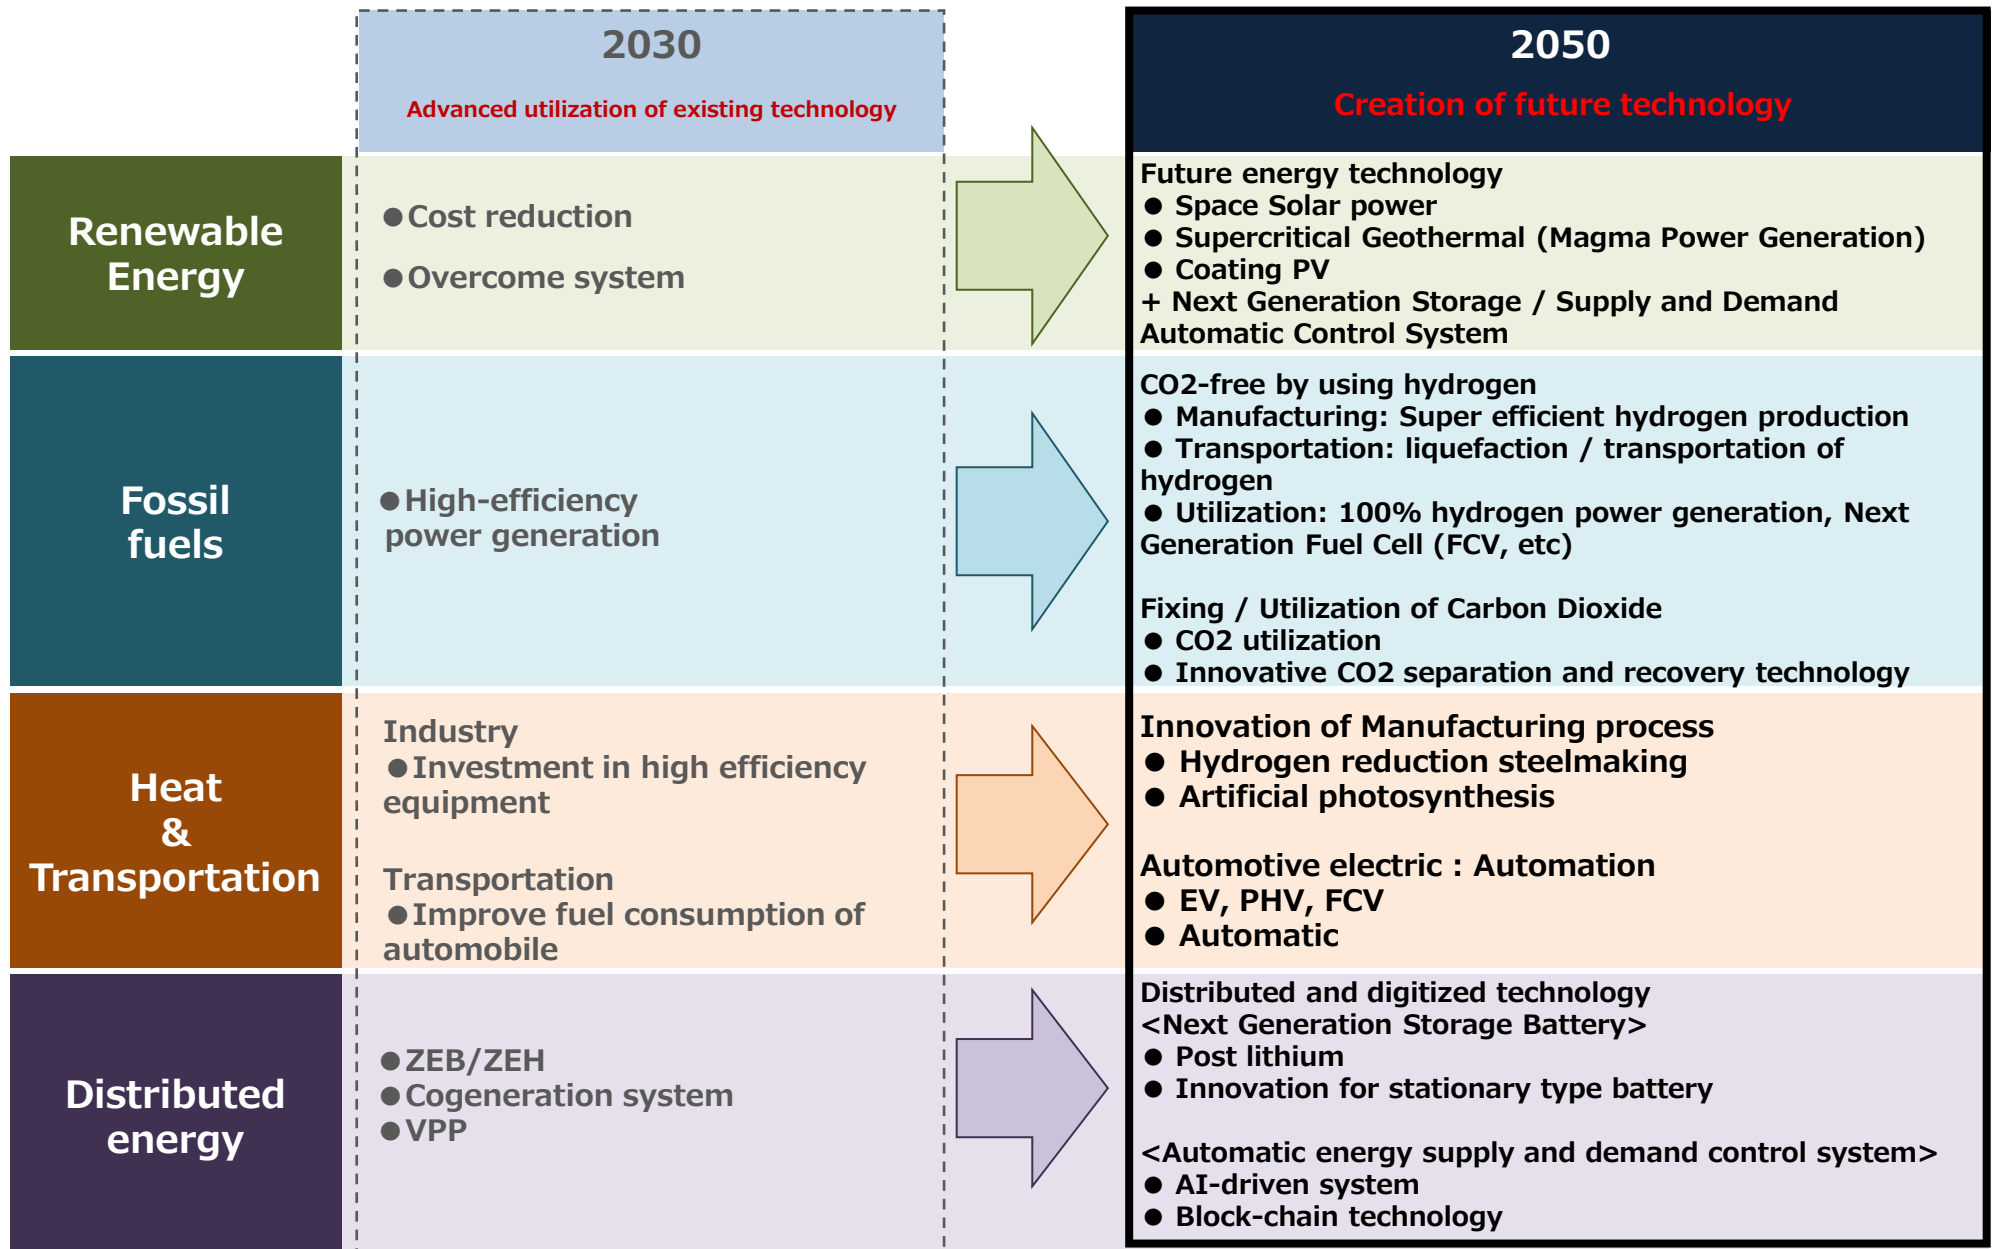 2030
Advanced utilization of existing technology
2050
Creation of future technology
Renewable
Energy
●Cost reduction
●Overcome system
Future energy technology
● Space Solar power
● Supercritical Geothermal (Magma Power Generation)
● Coating PV
+ Next Generation Storage / Supply and Demand
Automatic Control System
Fossil
fuels
●High-efficiency
power generation
CO2-free by using hydrogen
● Manufacturing: Super efficient hydrogen production
● Transportation: liquefaction / transportation of
hydrogen
● Utilization: 100% hydrogen power generation, Next
Generation Fuel Cell (FCV, etc)
Fixing / Utilization of Carbon Dioxide
● CO2 utilization
● Innovative CO2 separation and recovery technology
Heat
&
Transportation
Industry
●Investment in high efficiency
equipment
Transportation
●Improve fuel consumption of
automobile
Innovation of Manufacturing process
● Hydrogen reduction steelmaking
● Artificial photosynthesis
Automotive electric : Automation
● EV, PHV, FCV
● Automatic
Distributed
energy
●ZEB/ZEH
●Cogeneration system
●VPP
Distributed and digitized technology
<Next Generation Storage Battery>
● Post lithium
● Innovation for stationary type battery
<Automatic energy supply and demand control system>
● AI-driven system
● Block-chain technology